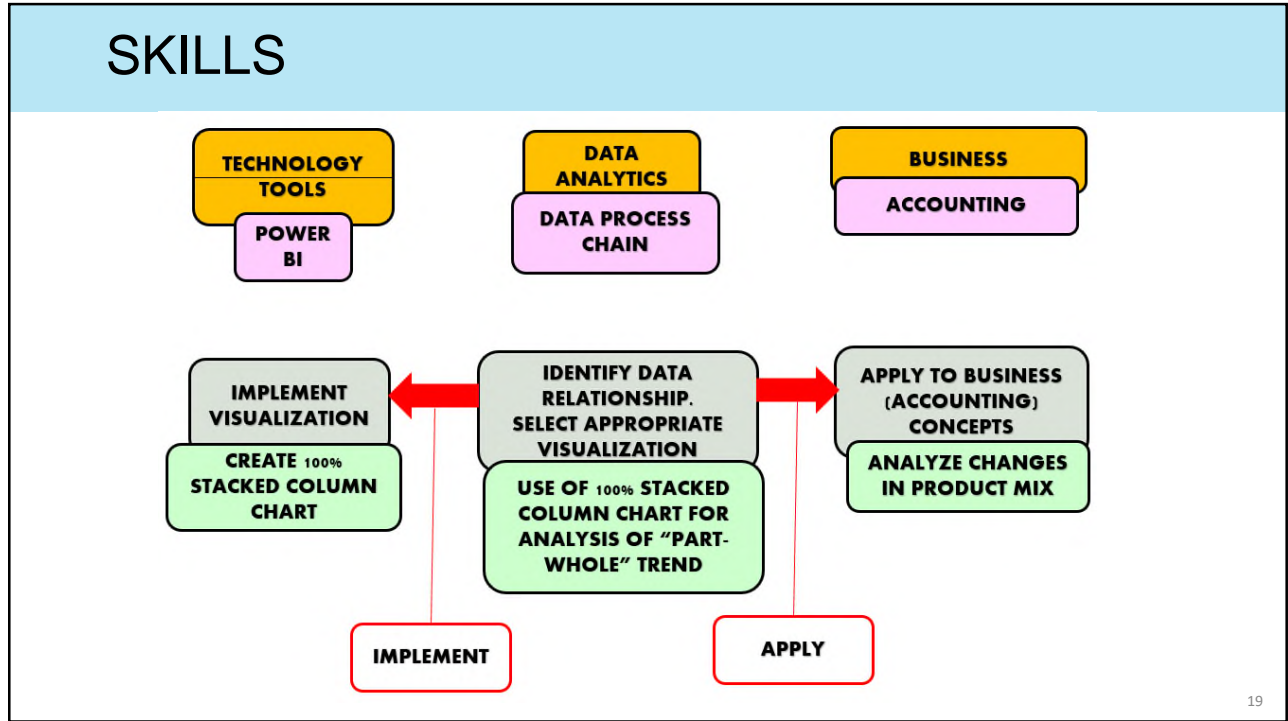 SKILLS
TECHNOLOGY
TOOLS
POWER
BI
DATA
ANALYTICS
DATA PROCESS
CHAIN
BUSINESS
ACCOUNTING
IMPLEMENT
VISUALIZATION
CREATE 100%
STACKED COLUMN
CHART
IDENTIFY DATA
RELATIONSHIP.
SELECT APPROPRIATE
VISUALIZATION
USE OF 100% STACKED
COLUMN CHART FOR
ANALYSIS OF “PART-
WHOLE” TREND
APPLY TO BUSINESS
(ACCOUNTING)
CONCEPTS
ANALYZE CHANGES
IN PRODUCT MIX
IMPLEMENT
APPLY
19